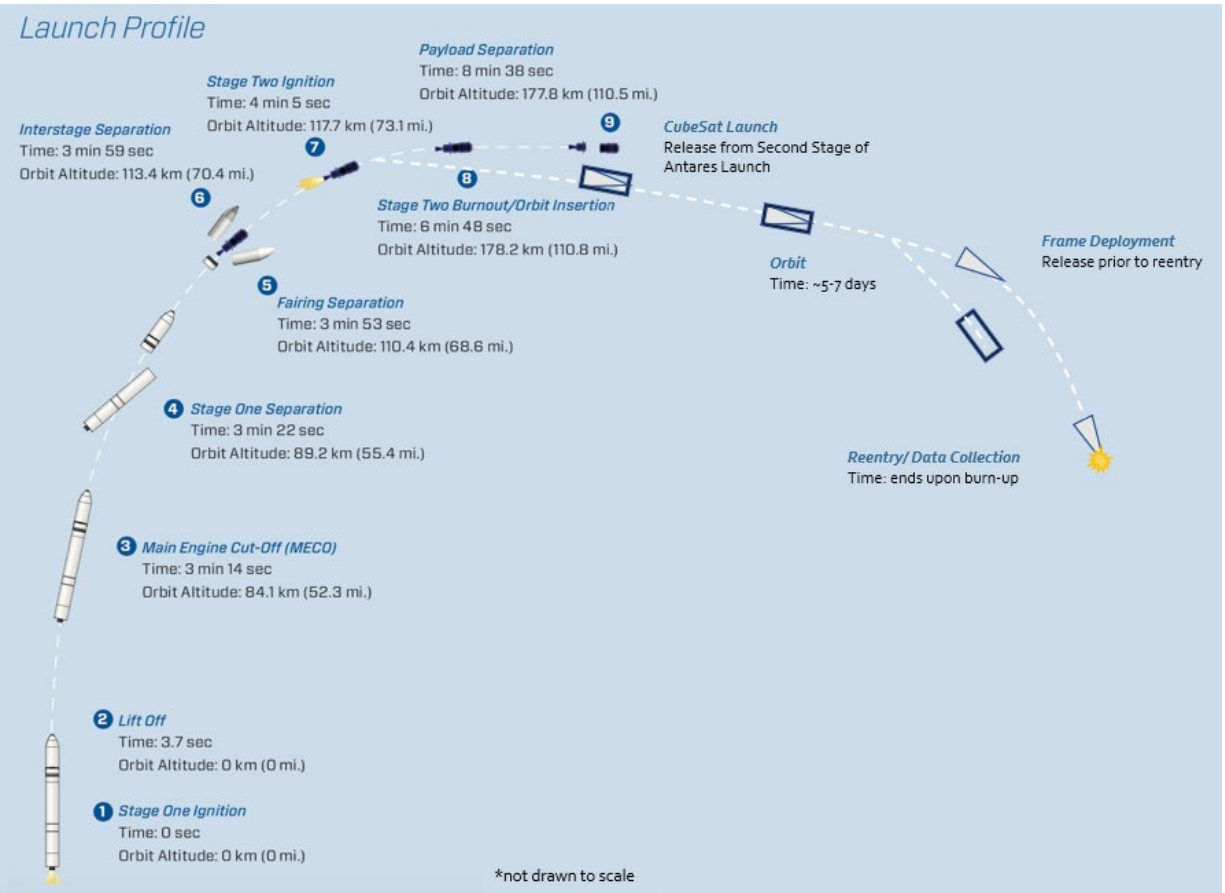 Launch Profile
Payload Separation
Time: 8 min 38 sec
Orbit Altitude: 177.8 km (110.5 mi.)
Stage Two Ignition
Time: 4 min 5 sec
Orbit Altitude: 117.7 km (73.1 mi.)
Interstage Separation
Time: 3 min 59 sec
Orbit Altitude: 113.4 km (70.4 mi.)
9
CubeSat Launch
Release from Second Stage of
Antares Launch
7
8
Stage Two Burnout/Orbit Insertion
Time: 6 min 48 sec
Orbit Altitude: 178.2 km (110.8 mi.)
6
Orbit
Time: ~5-7 days
Frame Deployment
Release prior to reentry
5
Fairing Separation
Time: 3 min 53 sec
Orbit Altitude: 110.4 km (68.6 mi.)
4 Stage One Separation
Time: 3 min 22 sec
Orbit Altitude: 89.2 km (55.4 mi.)
Reentry/ Data Collection
Time: ends upon burn-up
3 Main Engine Cut-Off (MECO)
Time: 3 min 14 sec
Orbit Altitude: 84.1 km (52.3 mi.)
2 Lift Off
Time: 3.7 sec
Orbit Altitude: 0 km (0 mi.)
1 Stage One Ignition
Time: 0 sec
Orbit Altitude: 0 km (0 mi.)
*not drawn to scale